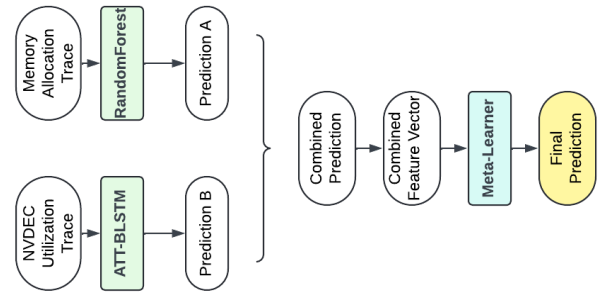 Memory
Allocation
Trace
RandomForest
Prediction A
NVDEC
Utilization
Trace
ATT-BLSTM
Prediction B
Combined
Prediction
Combined
Feature Vector
Meta-Learner
Final
Prediction